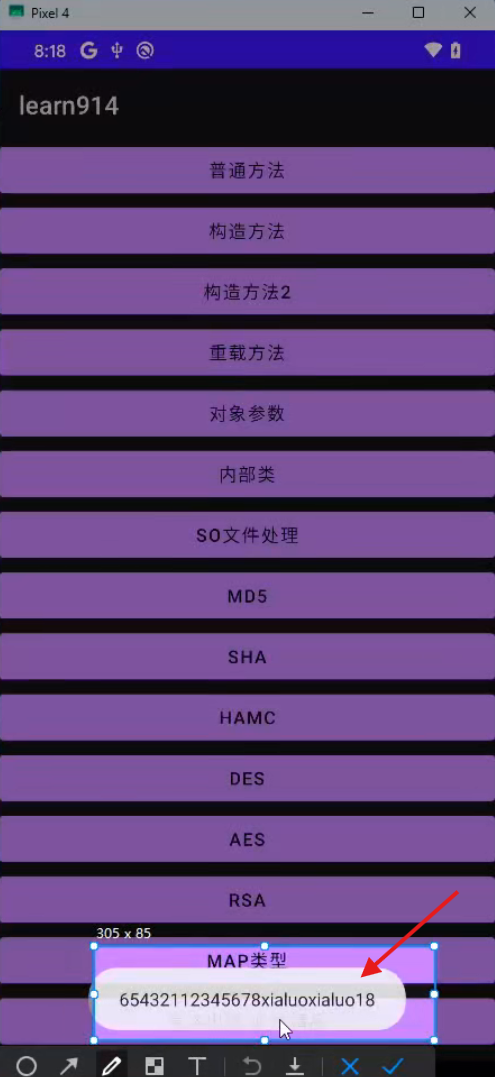 Pixel 4
8:18
learn914
普通方法
构造方法
构造方法2
重载方法
对象参数
内部类
SO文件处理
MD5
SHA
HAMC
DES
AES
RSA
305 x 85
MAP类型
65432112345678xialuoxialuo18